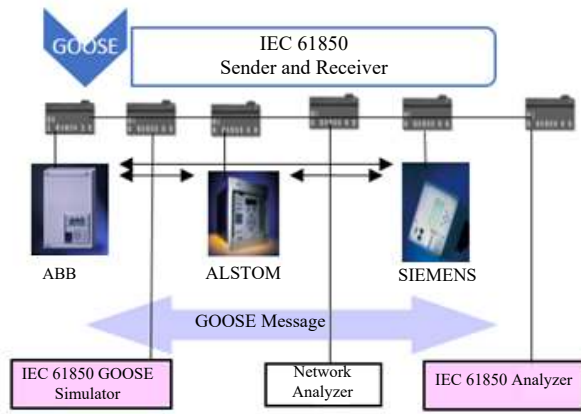 GOOSE
IEC 61850
Sender and Receiver
ABB
ALSTOM
SIEMENS
GOOSE Message
IEC 61850 GOOSE
Simulator
Network
Analyzer
IEC 61850 Analyzer